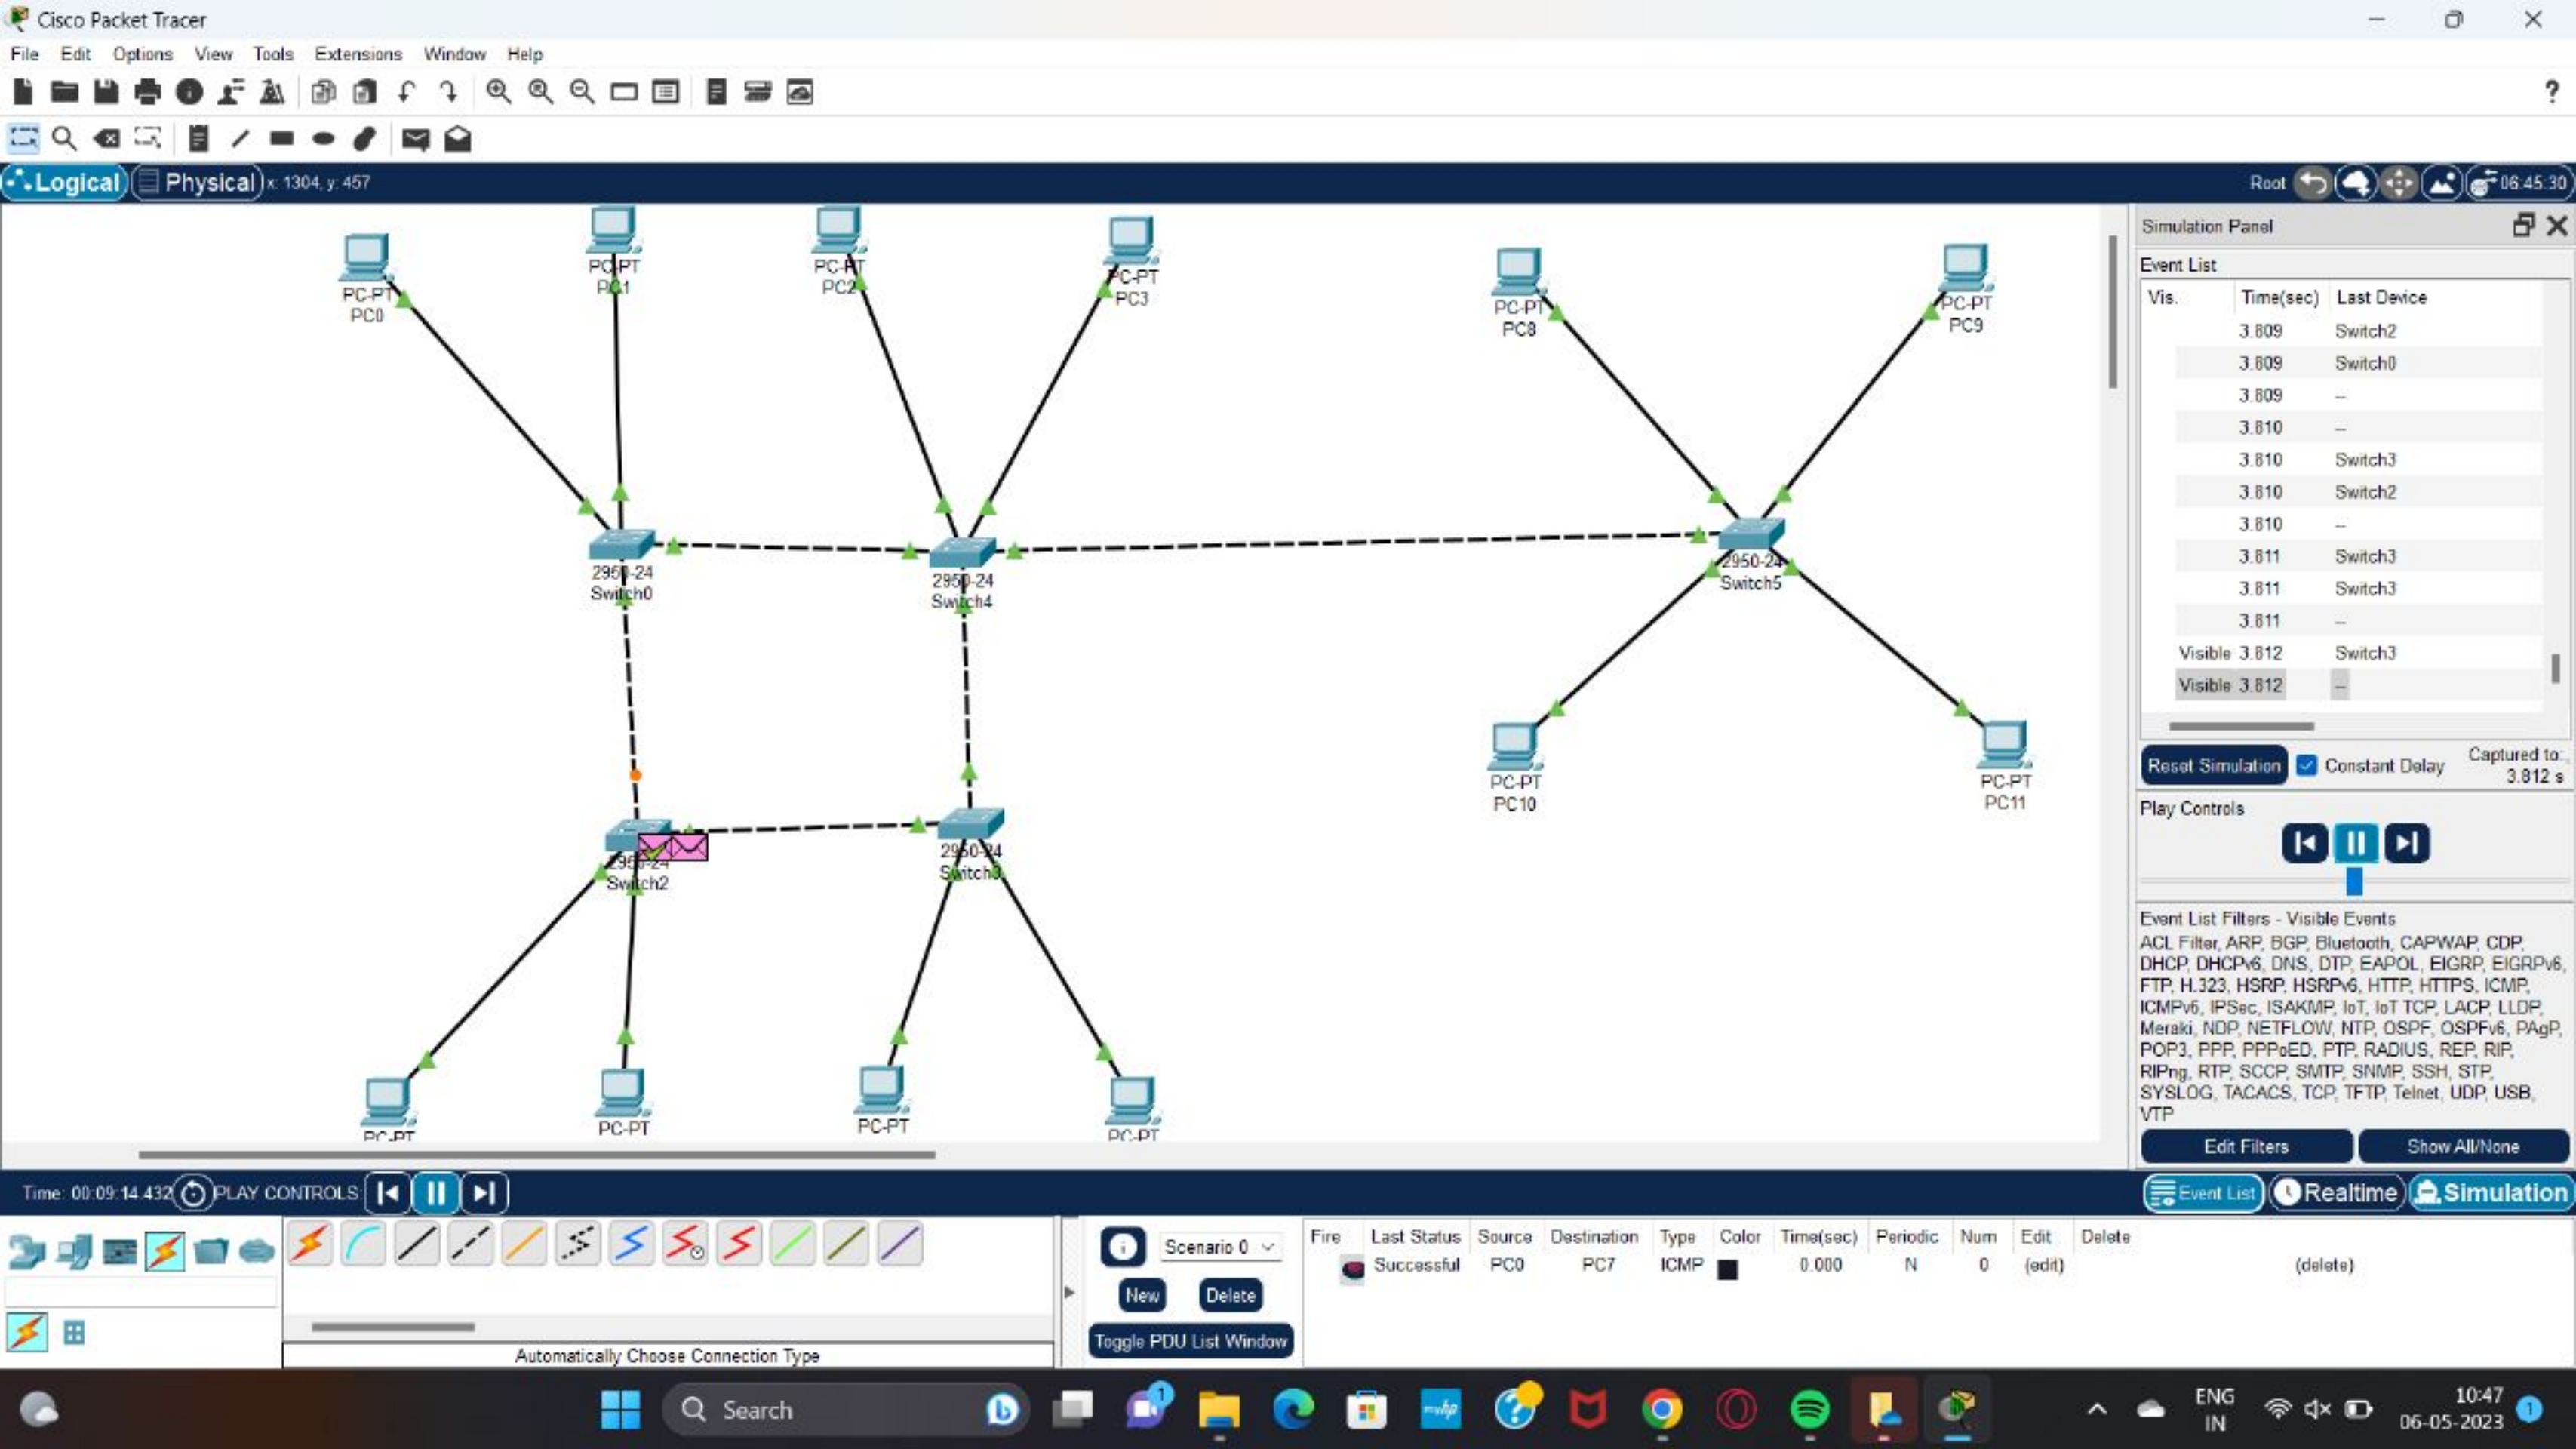 Cisco Packet Tracer
File Edit Options View Tools Extensions Window Help
?
Logical Physical x: 1304, y: 457 Root 06:45:30
PC-PT
PC0
PC-PT
PC1
PC-PT
PC2
PC-PT
PC3
PC-PT
PC8
PC-PT
PC9
2950-24
Switch0
2950-24
Switch4
2950-24
Switch5
PC-PT
PC10
PC-PT
PC11
2950-24
Switch2
2950-24
Switch3
PC-PT
PC-PT
PC-PT
PC-PT
Simulation Panel
Event List
Vis. Time(sec) Last Device
3.809 Switch2
3.809 Switch0
3.809 --
3.810 --
3.810 Switch3
3.810 Switch2
3.810 --
3.811 Switch3
3.811 Switch3
3.811 --
Visible 3.812 Switch3
Visible 3.812 --
Reset Simulation Constant Delay Captured to:
3.812 s
Play Controls
Event List Filters - Visible Events
ACL Filter, ARP, BGP, Bluetooth, CAPWAP, CDP,
DHCP, DHCPv6, DNS, DTP, EAPOL, EIGRP, EIGRPv6,
FTP, H.323, HSRP, HSRPv6, HTTP, HTTPS, ICMP,
ICMPv6, IPSec, ISAKMP, IoT, IoT TCP, LACP, LLDP,
Meraki, NDP, NETFLOW, NTP, OSPF, OSPFv6, PAgP,
POP3, PPP, PPPoED, PTP, RADIUS, REP, RIP,
RIPng, RTP, SCCP, SMTP, SNMP, SSH, STP,
SYSLOG, TACACS, TCP, TFTP, Telnet, UDP, USB,
VTP
Edit Filters Show All/None
Time: 00:09:14.432 PLAY CONTROLS: Event List Realtime Simulation
Scenario 0
New Delete
Toggle PDU List Window
Fire Last Status Source Destination Type Color Time(sec) Periodic Num Edit Delete
Successful PC0 PC7 ICMP 0.000 N 0 (edit) (delete)
Automatically Choose Connection Type
Search
1
myhp
ENG
IN
10:47
06-05-2023
1